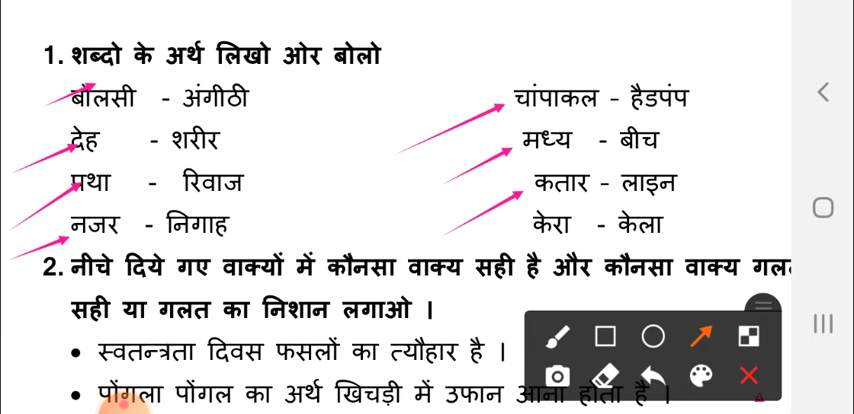 1. शब्दो के अर्थ लिखो ओर बोलो
बोलसी - अंगीठी चांपाकल - हैडपंप
देह - शरीर मध्य - बीच
प्रथा - रिवाज कतार - लाइन
नजर - निगाह केरा - केला
2. नीचे दिये गए वाक्यों में कौनसा वाक्य सही है और कौनसा वाक्य
सही या गलत का निशान लगाओ ।
• स्वतन्त्रता दिवस फसलों का त्यौहार है ।
• पोंगला पोंगल का अर्थ खिचड़ी में उफान आना होता है ।